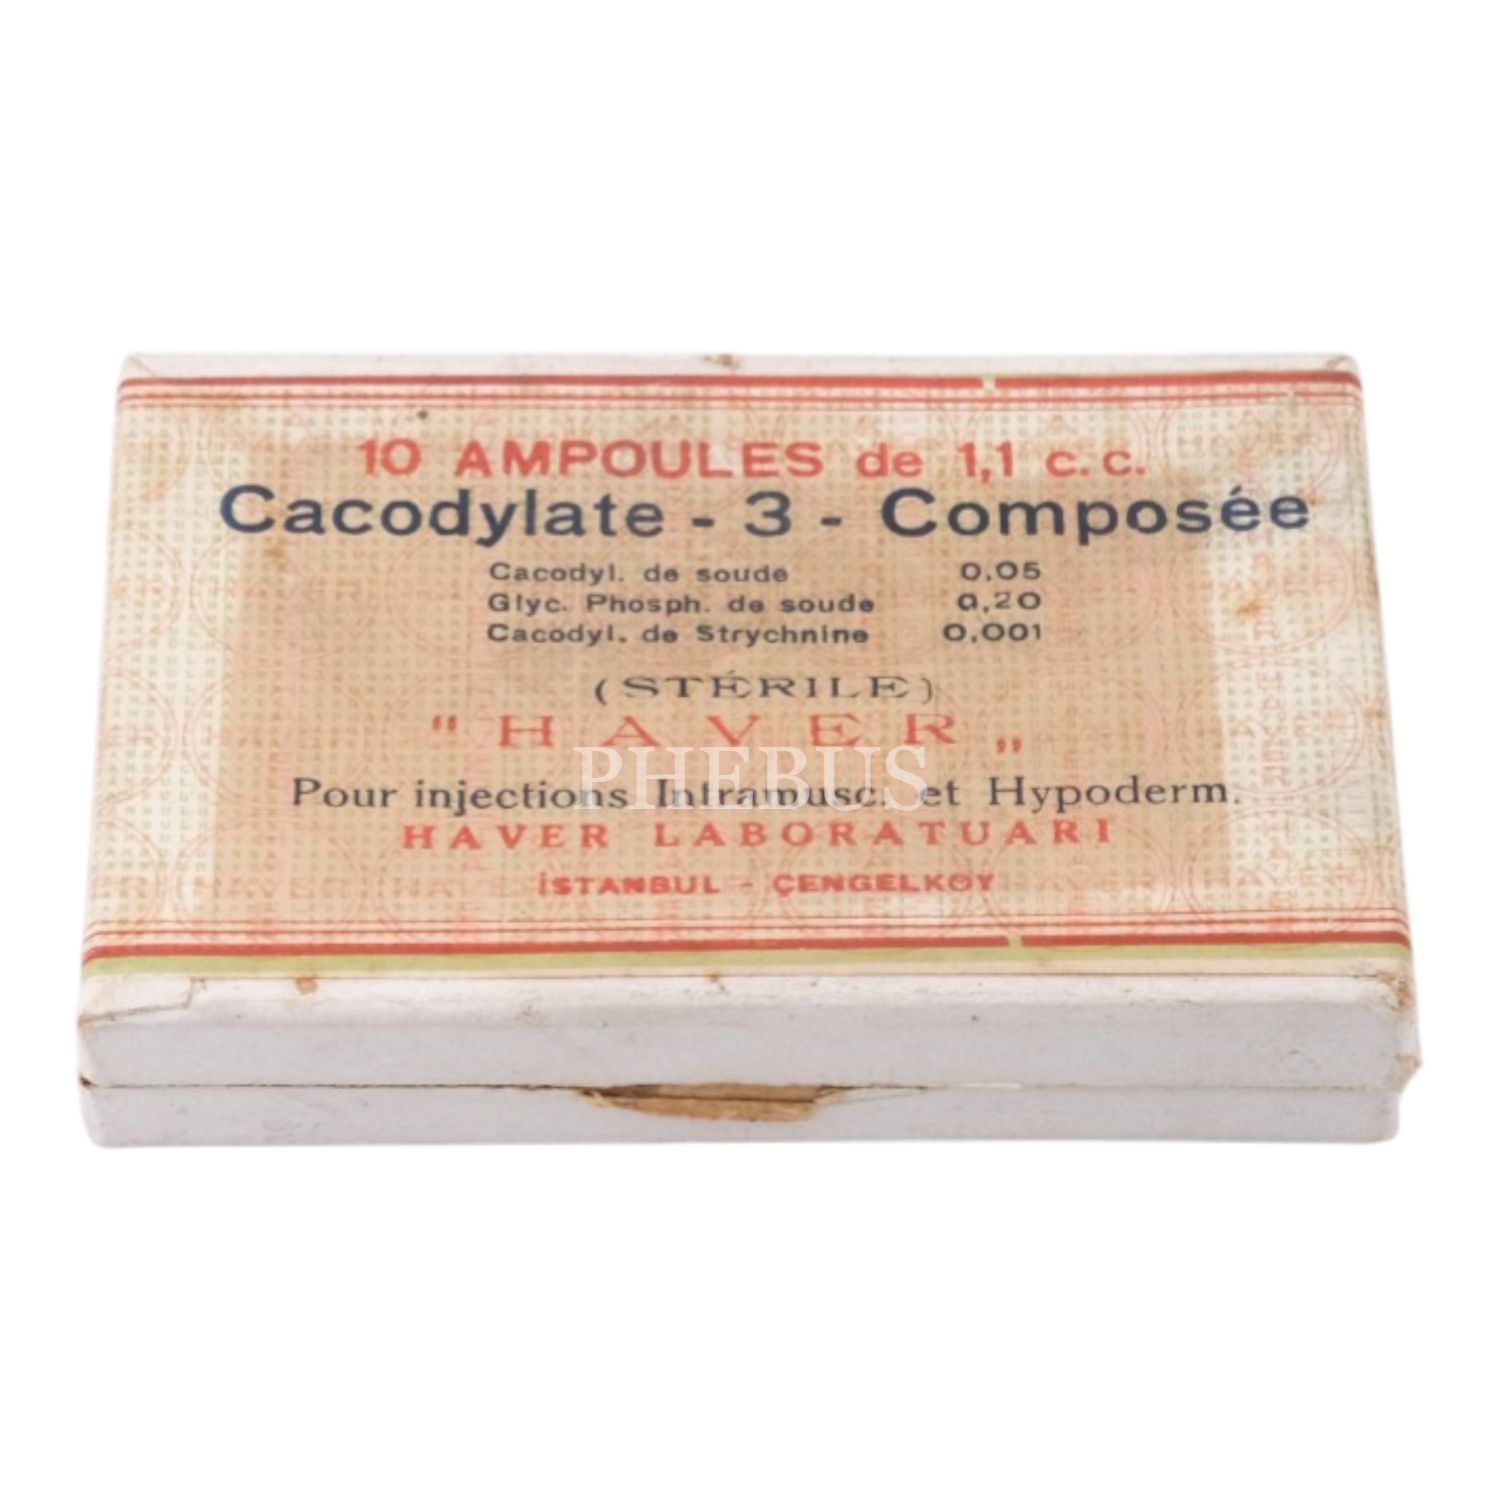 10 AMPOULES de 1,1 c.c.
Cacodylate - 3 - Composée
Cacodyl. de soude 0,05
Glyc. Phosph. de soude 0,20
Cacodyl. de Strychnine 0,001
(STÉRILE)
"HAVER„
PHEBUS
Pour injections Intramusc. et Hypoderm.
HAVER LABORATUARI
İSTANBUL - ÇENGELKÖY